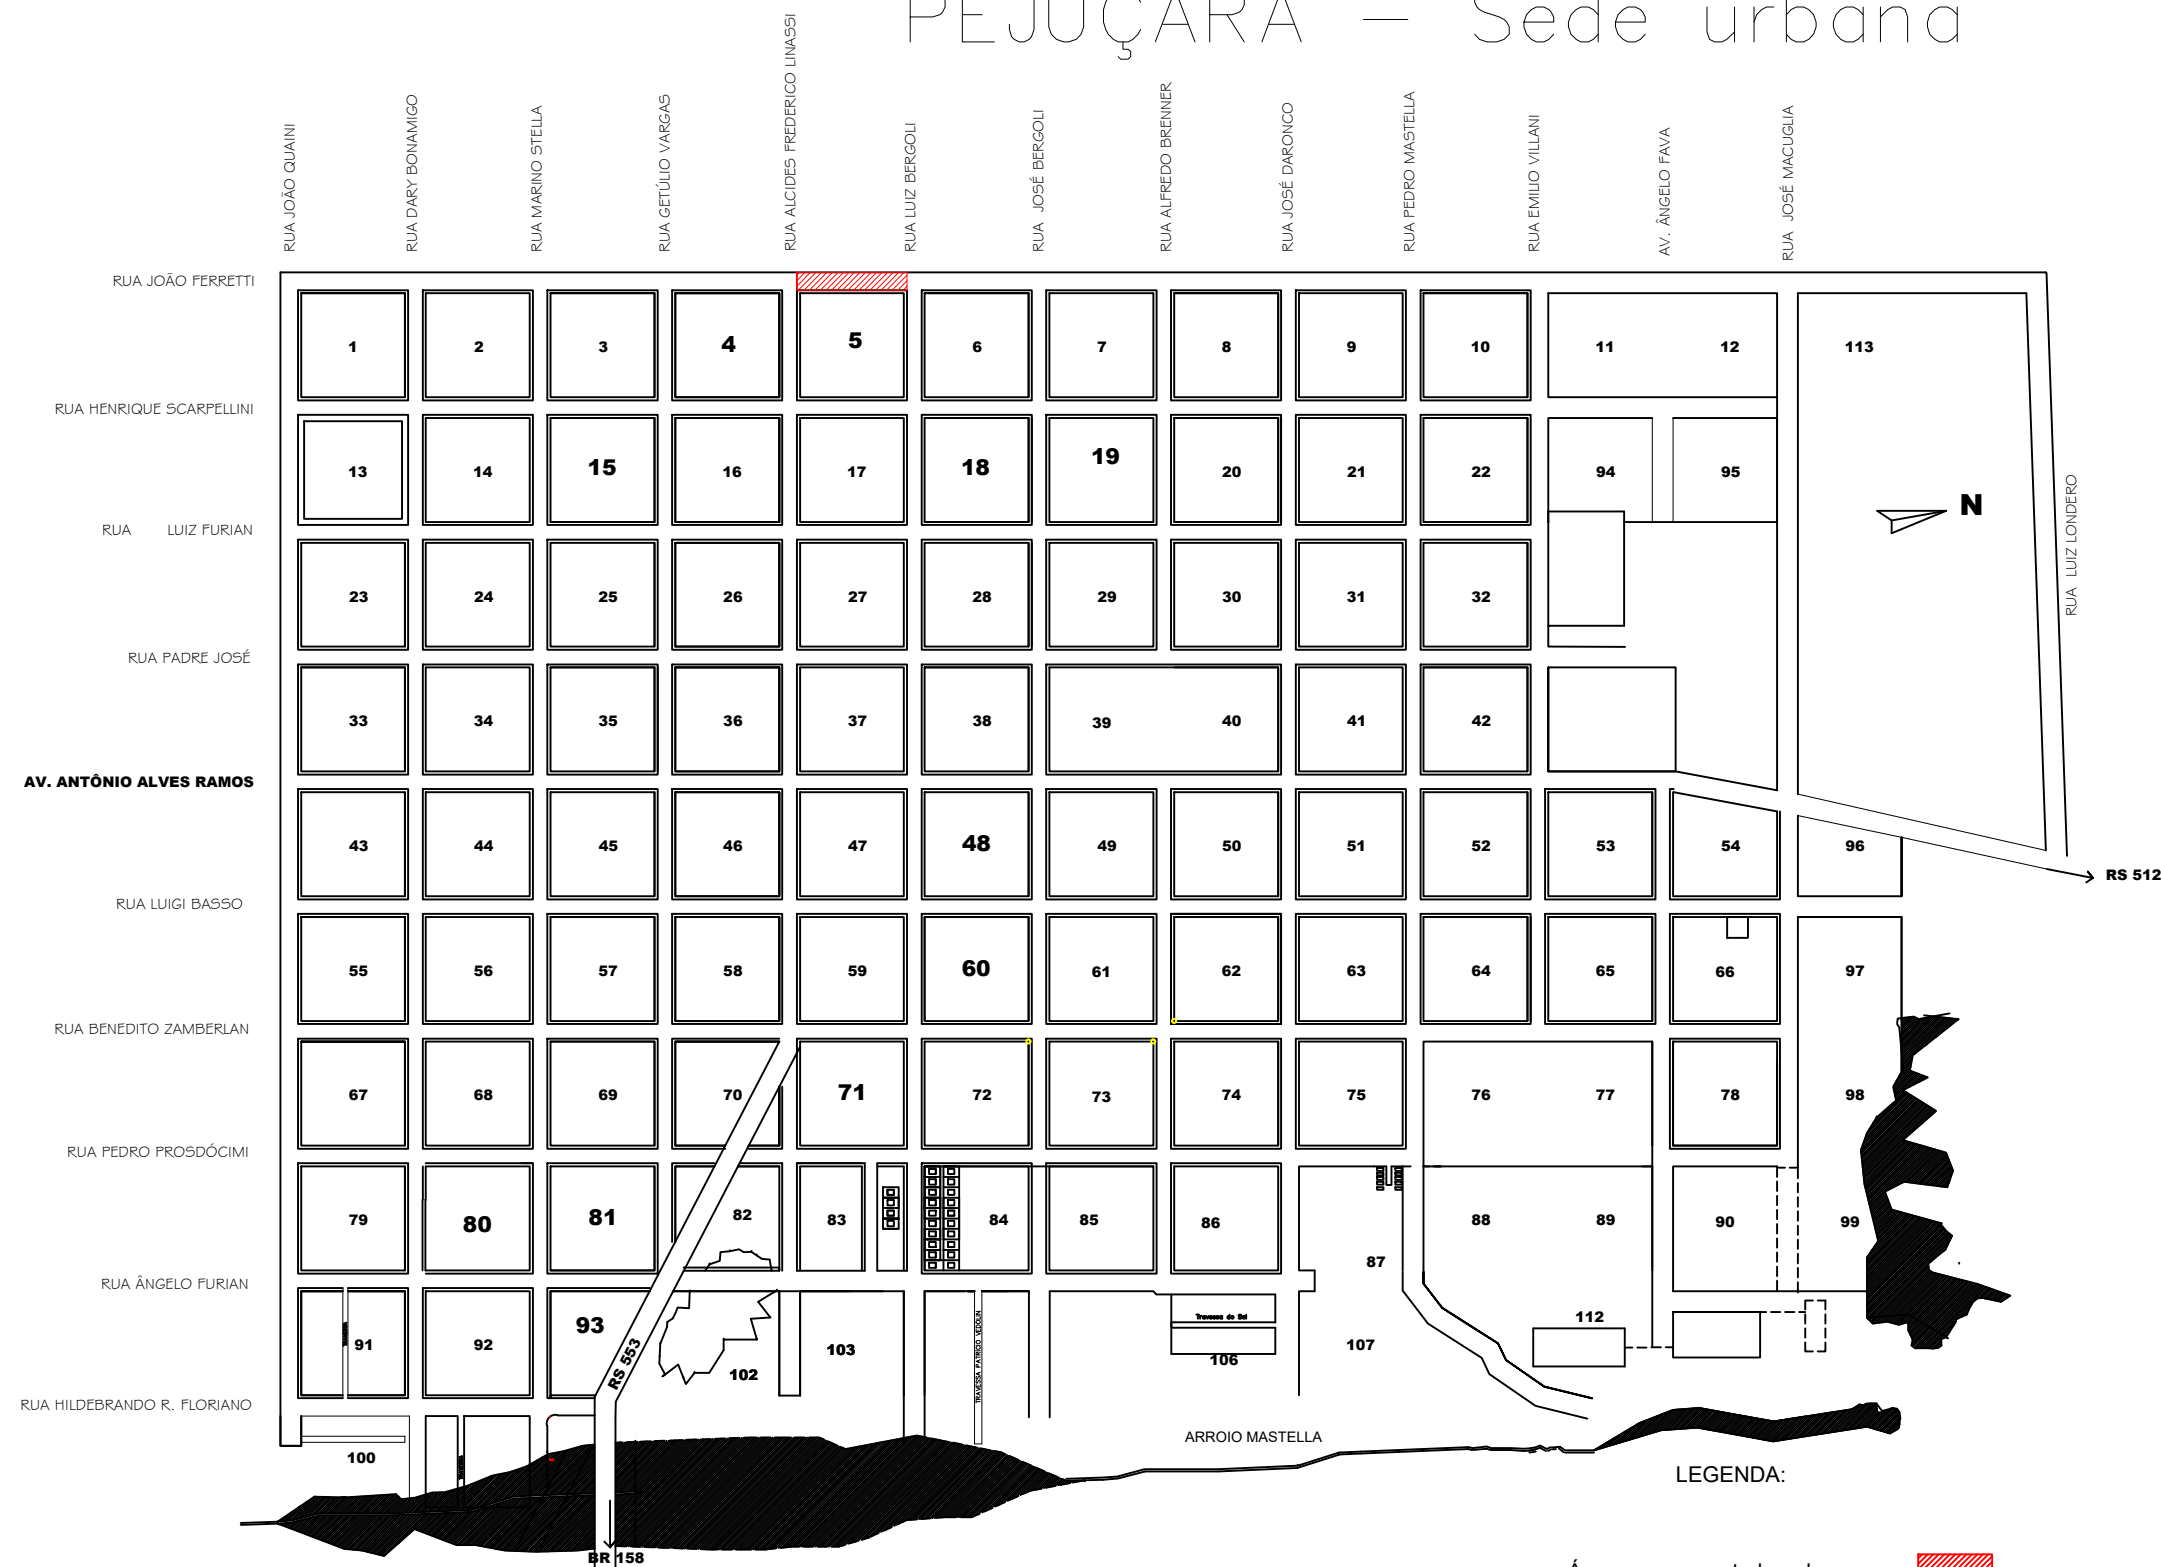 PEJUÇARA - Sede urbana
RUA JOÃO QUAINI
RUA DARY BONAMIGO
RUA MARINO STELLA
RUA GETÚLIO VARGAS
RUA ALCIDES FREDERICO LINASSI
RUA LUIZ BERGOLI
RUA JOSÉ BERGOLI
RUA ALFREDO BRENNER
RUA JOSÉ DARONCO
RUA PEDRO MASTELLA
RUA EMILIO VILLANI
AV. ÂNGELO FAVA
RUA JOSÉ MACUGLIA
RUA JOÃO FERRETTI
1 2 3 4 5 6 7 8 9 10 11 12 113
RUA HENRIQUE SCARPELLINI
13 14 15 16 17 18 19 20 21 22 94 95
N
RUA LUIZ LONDERO
RUA LUIZ FURIAN
23 24 25 26 27 28 29 30 31 32
RUA PADRE JOSÉ
33 34 35 36 37 38 39 40 41 42
AV. ANTÔNIO ALVES RAMOS
43 44 45 46 47 48 49 50 51 52 53 54 96
RS 512
RUA LUIGI BASSO
55 56 57 58 59 60 61 62 63 64 65 66 97
RUA BENEDITO ZAMBERLAN
67 68 69 70 71 72 73 74 75 76 77 78 98
RUA PEDRO PROSDÓCIMI
79 80 81 82 83 84 85 86 87 88 89 90 99
RUA ÂNGELO FURIAN
91 92 93 102 103 106 107 112
RS 553
TRAVESSA PATRICIO VEDOLIN
Travessa do Sol
RUA HILDEBRANDO R. FLORIANO
100
ARROIO MASTELLA
LEGENDA:
BR 158